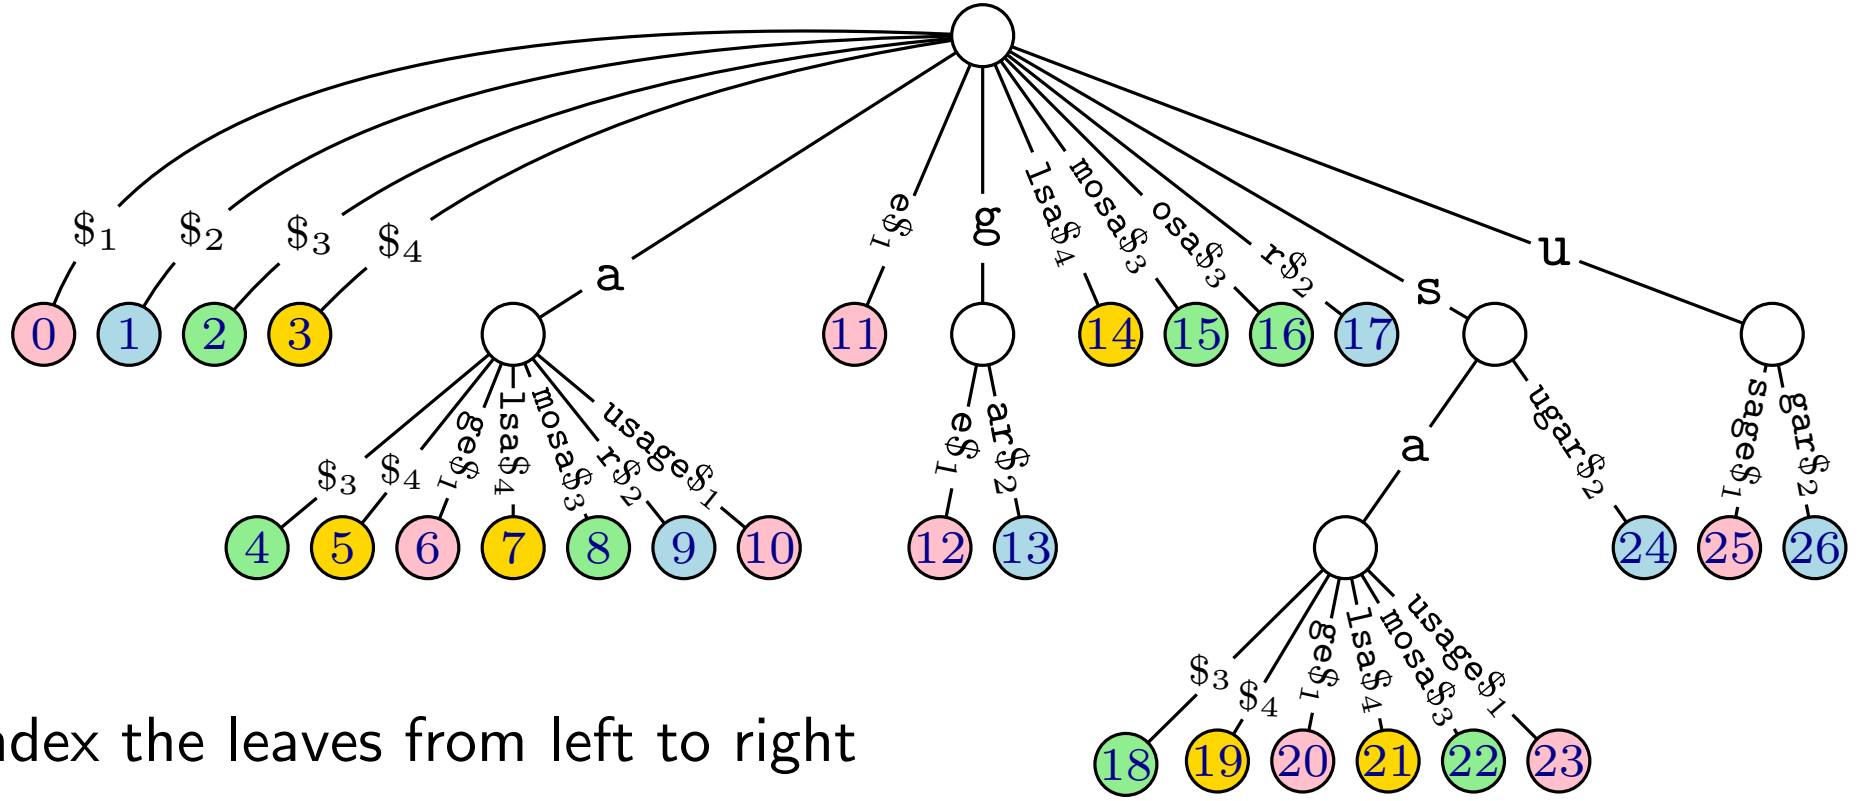 $1 $2 $3 $4 a e$1 g lsa$4 mosa$3 osa$3 r$2 s u
0 1 2 3 11 14 15 16 17
$3 $4 ge$1 lsa$4 mosa$3 r$2 usage$1 e$1 ar$2 a ugar$2 sage$1 gar$2
4 5 6 7 8 9 10 12 13 24 25 26
$3 $4 ge$1 lsa$4 mosa$3 usage$1
ndex the leaves from left to right
18 19 20 21 22 23